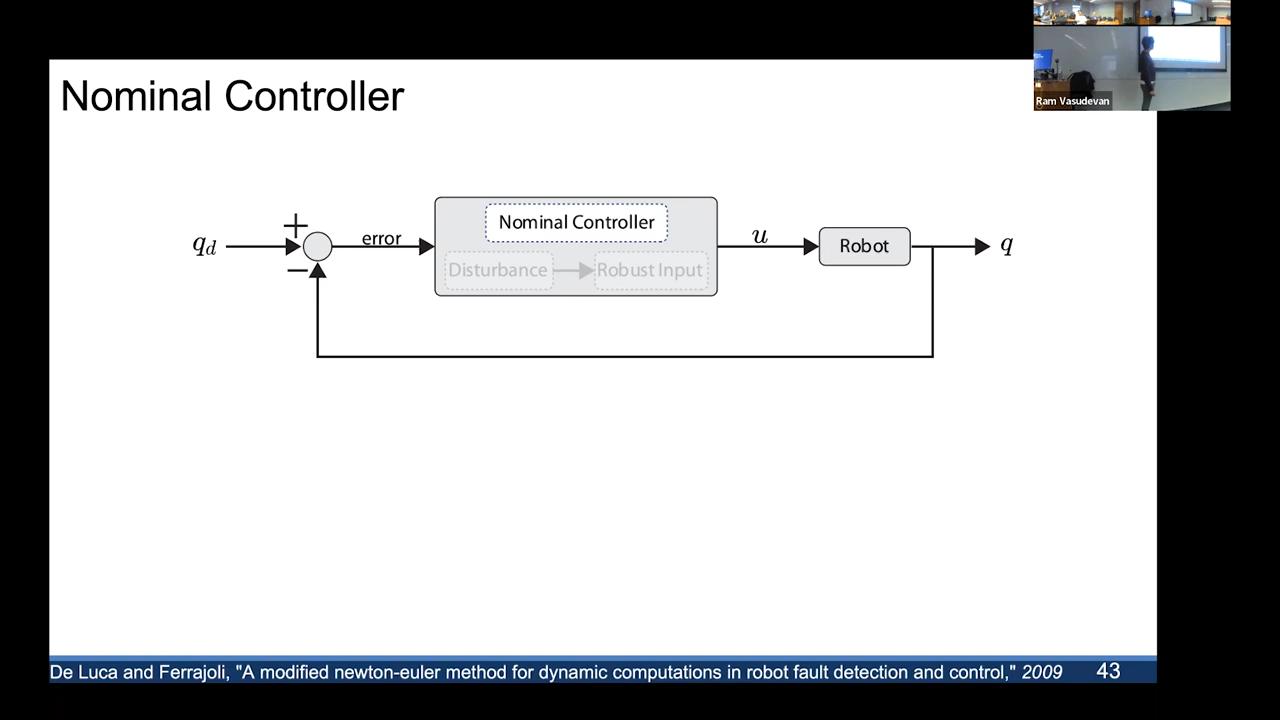 Nominal Controller
Ram Vasudevan
+
Nominal Controller
q_d
error
u
Robot
q
−
Disturbance
Robust Input
De Luca and Ferrajoli, "A modified newton-euler method for dynamic computations in robot fault detection and control," 2009
43